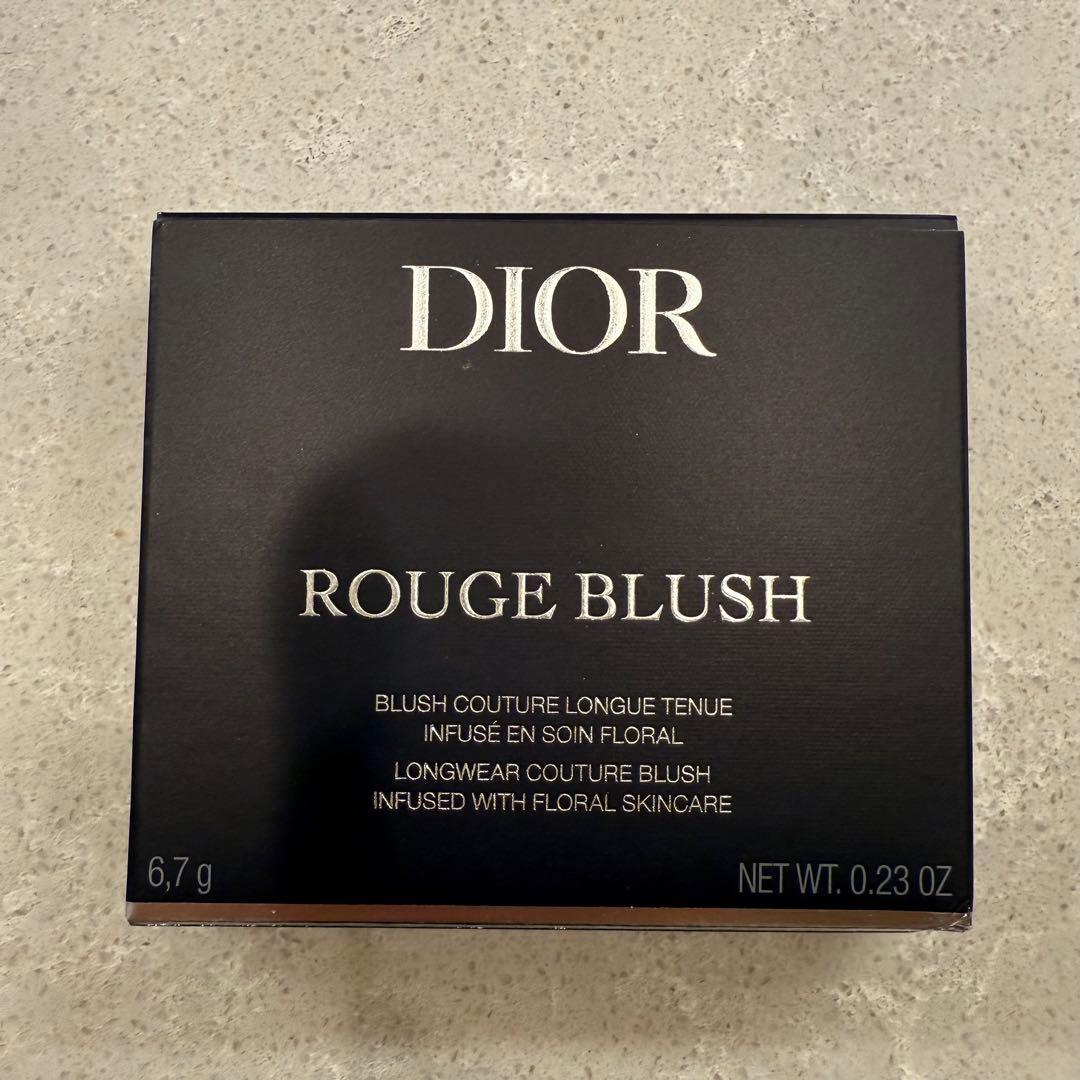 DIOR
ROUGE BLUSH
BLUSH COUTURE LONGUE TENUE
INFUSÉ EN SOIN FLORAL
LONGWEAR COUTURE BLUSH
INFUSED WITH FLORAL SKINCARE
6,7 g
NET WT. 0.23 OZ